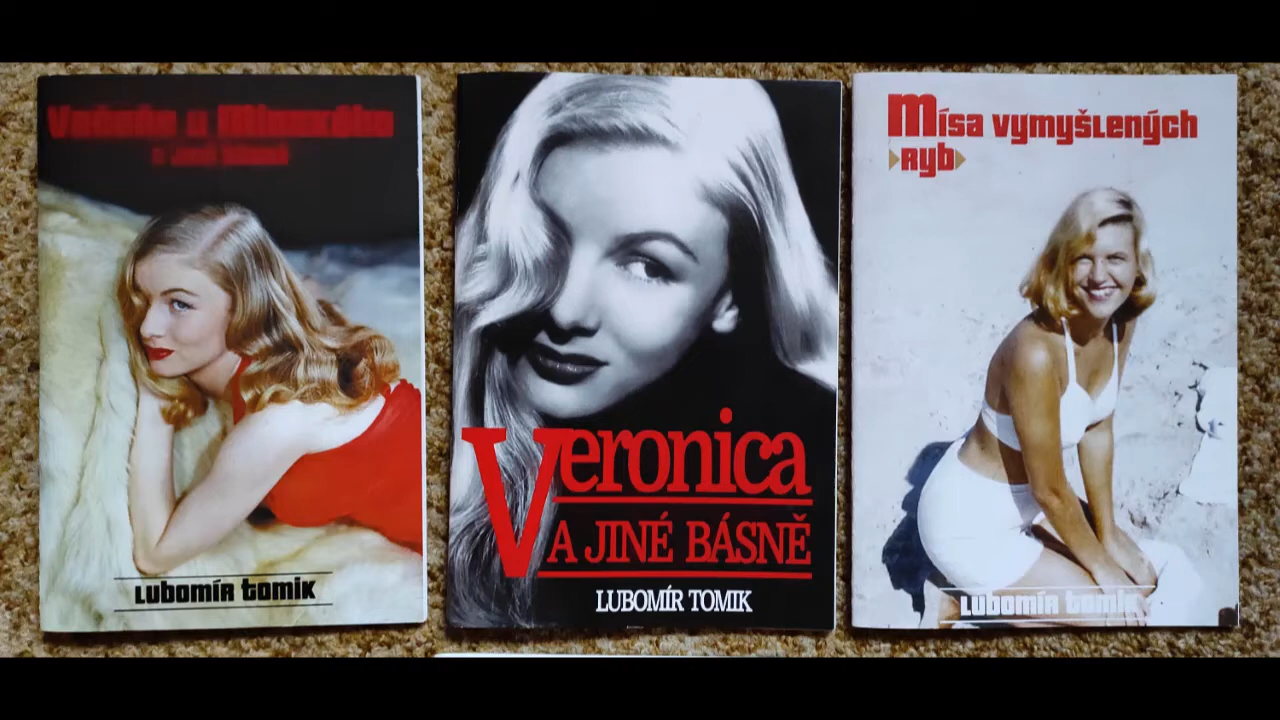 LUBOMÍR TOMIK
Veronica
A JINÉ BÁSNĚ
LUBOMÍR TOMIK
Mísa vymyšlených
Ryb
LUBOMÍR TOMIK